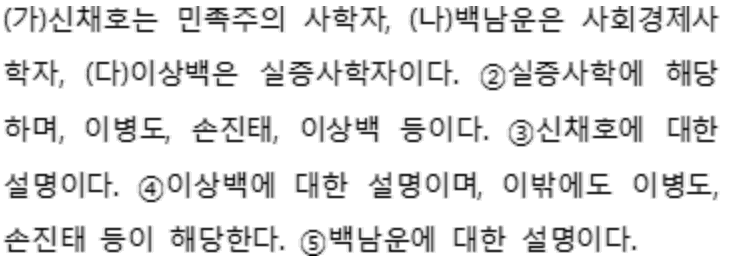 (가)신채호는 민족주의 사학자, (나)백남운은 사회경제사
학자, (다)이상백은 실증사학자이다. ②실증사학에 해당
하며, 이병도, 손진태, 이상백 등이다. ③신채호에 대한
설명이다. ④이상백에 대한 설명이며, 이밖에도 이병도,
손진태 등이 해당한다. ⑤백남운에 대한 설명이다.